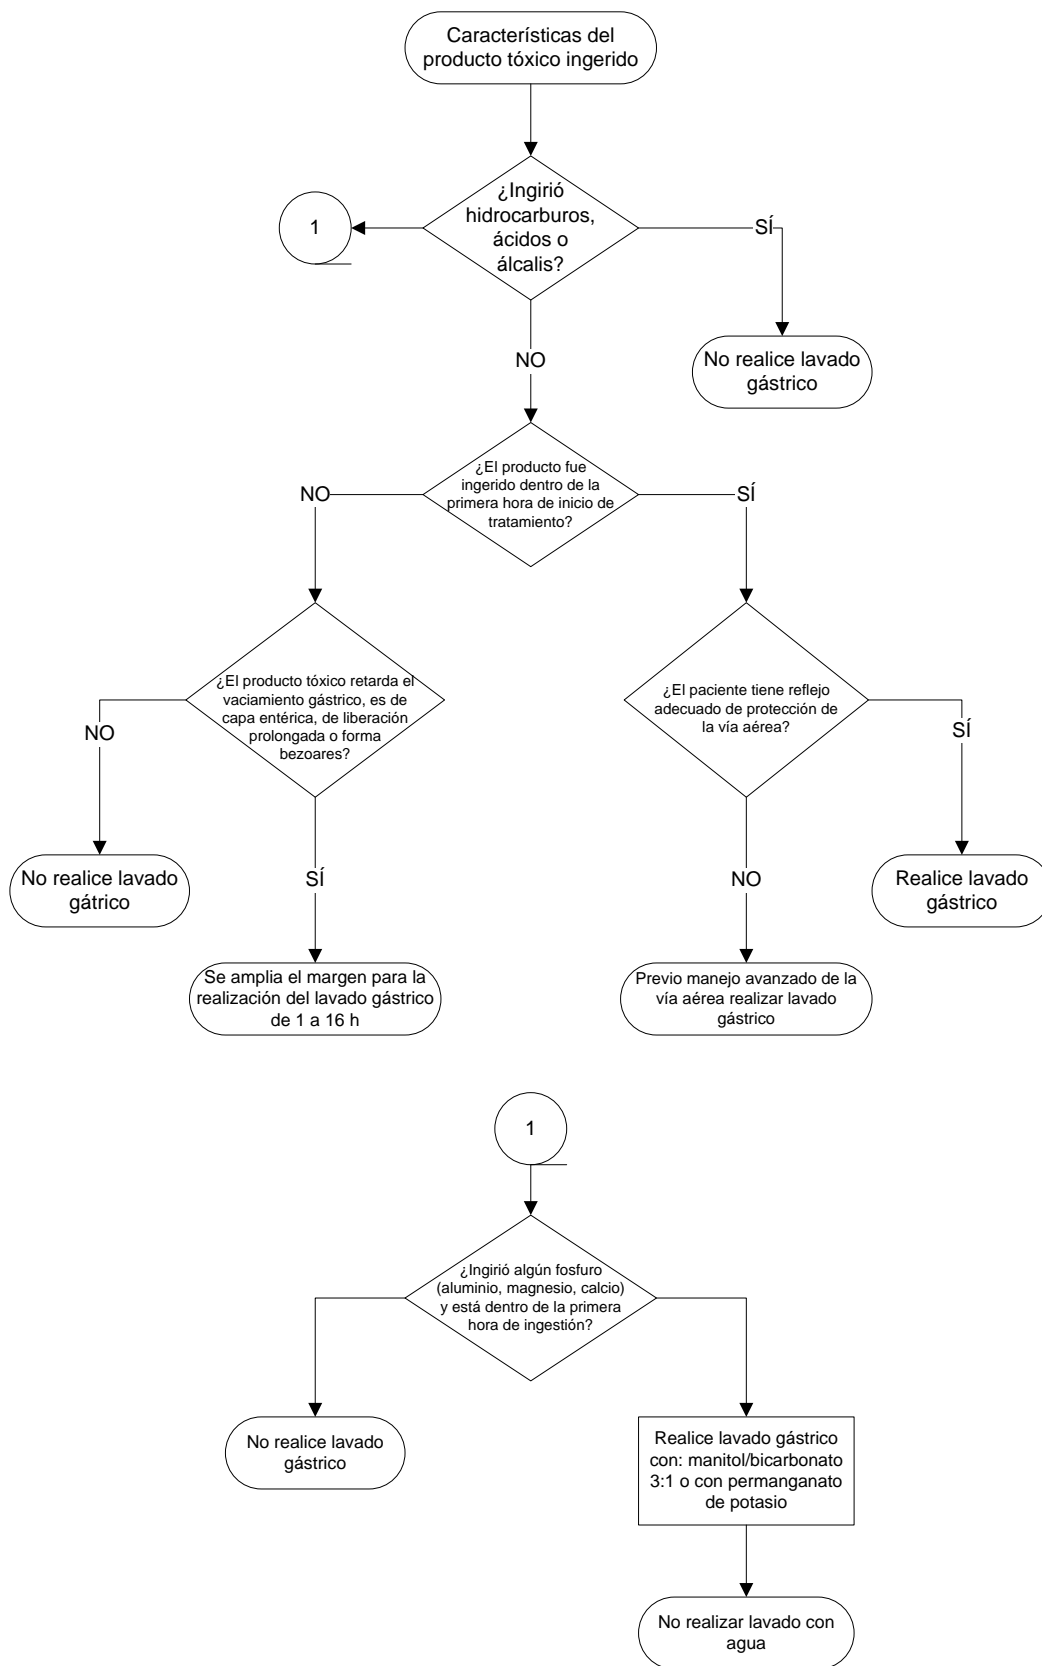 Características del
producto tóxico ingerido
¿Ingirió
hidrocarburos,
ácidos o
álcalis?
1
SÍ
No realice lavado
gástrico
NO
¿El producto fue
ingerido dentro de la
primera hora de inicio de
tratamiento?
NO
SÍ
¿El producto tóxico retarda el
vaciamiento gástrico, es de
capa entérica, de liberación
prolongada o forma
bezoares?
¿El paciente tiene reflejo
adecuado de protección de
la vía aérea?
NO
SÍ
No realice lavado
gátrico
SÍ
NO
Realice lavado
gástrico
Se amplia el margen para la
realización del lavado gástrico
de 1 a 16 h
Previo manejo avanzado de la
vía aérea realizar lavado
gástrico
1
¿Ingirió algún fosfuro
(aluminio, magnesio, calcio)
y está dentro de la primera
hora de ingestión?
No realice lavado
gástrico
Realice lavado gástrico
con: manitol/bicarbonato
3:1 o con permanganato
de potasio
No realizar lavado con
agua